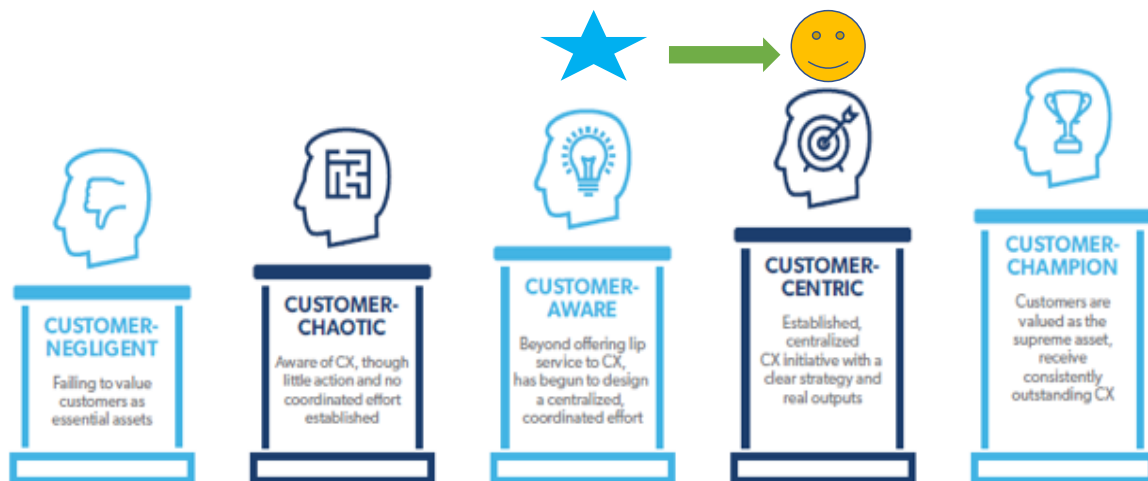 CUSTOMER-
NEGLIGENT
Failing to value
customers as
essential assets
CUSTOMER-
CHAOTIC
Aware of CX, though
little action and no
coordinated effort
established
CUSTOMER-
AWARE
Beyond offering lip
service to CX,
has begun to design
a centralized,
coordinated effort
CUSTOMER-
CENTRIC
Established,
centralized
CX initiative with a
clear strategy and
real outputs
CUSTOMER-
CHAMPION
Customers are
valued as the
supreme asset,
receive
consistently
outstanding CX